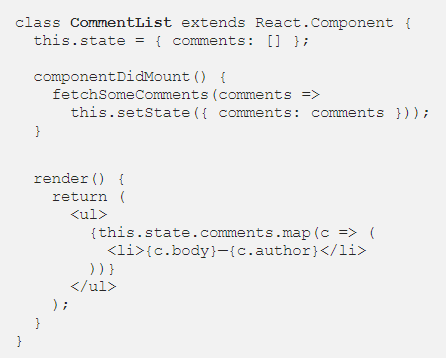 class CommentList extends React.Component {
  this.state = { comments: [] };
  componentDidMount() {
    fetchSomeComments(comments =>
      this.setState({ comments: comments }));
  }
  render() {
    return (
      <ul>
        {this.state.comments.map(c => (
          <li>{c.body}—{c.author}</li>
        ))}
      </ul>
    );
  }
}